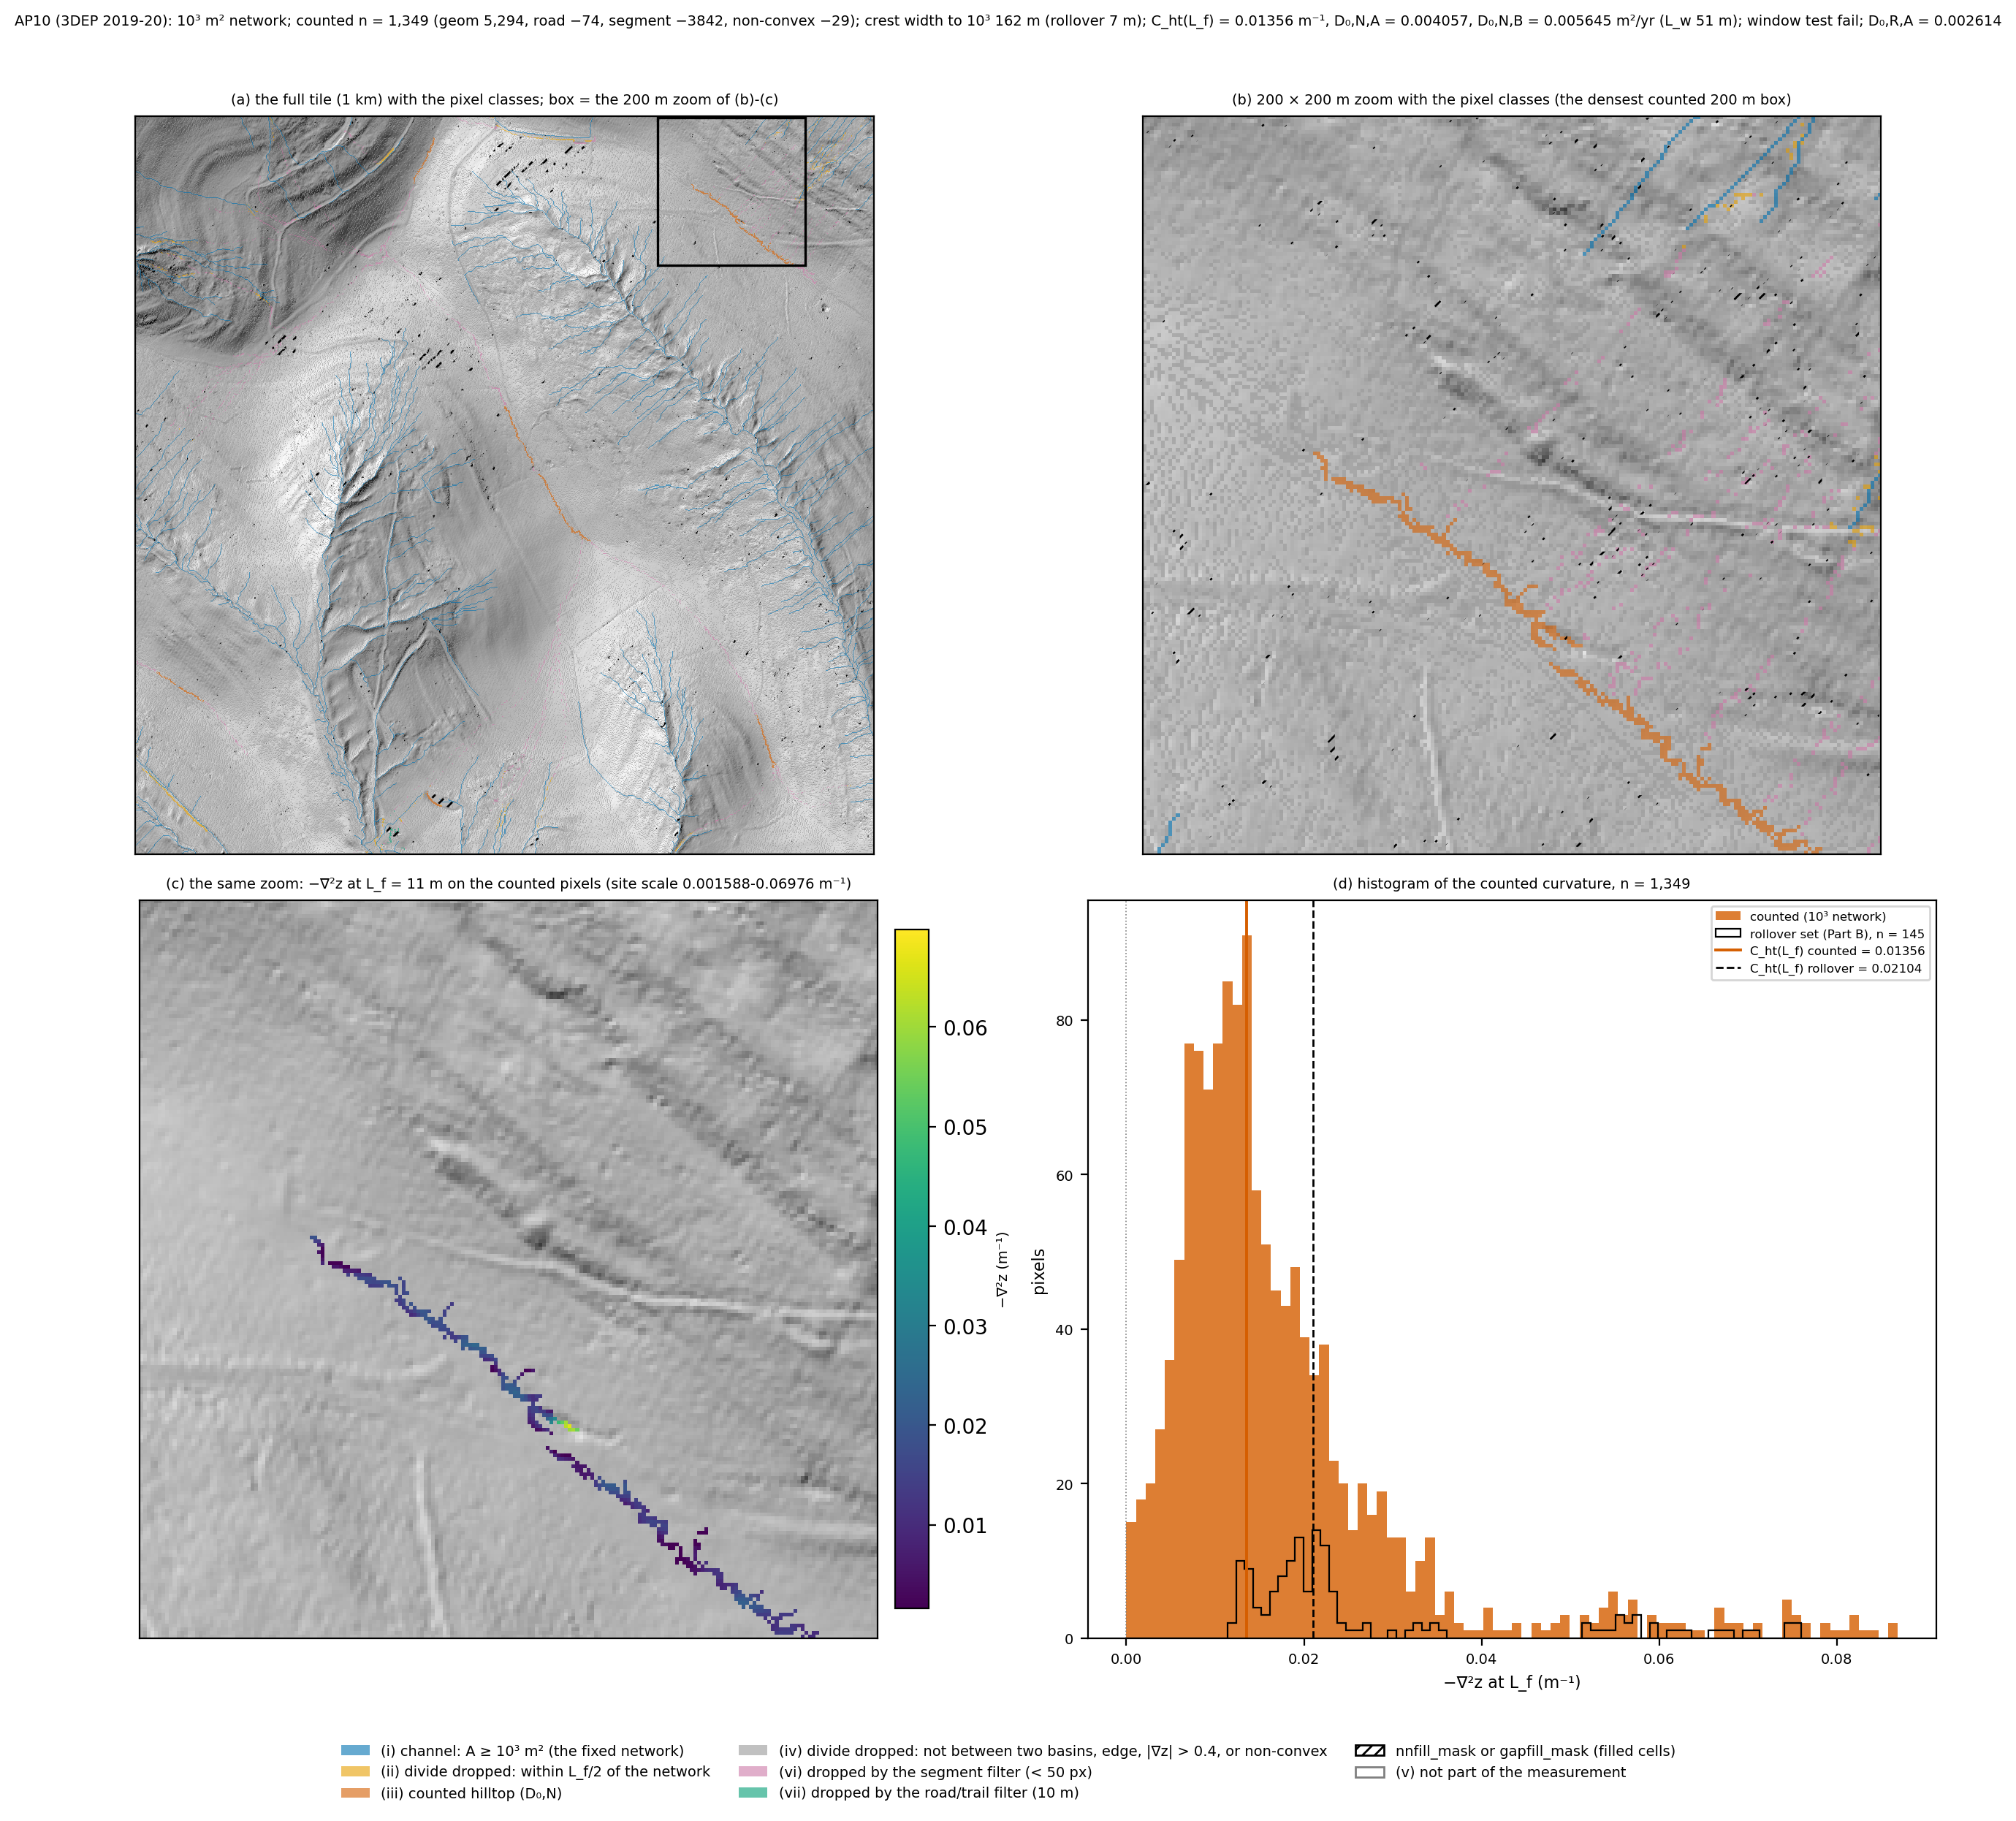 AP10 (3DEP 2019-20): 10³ m² network; counted n = 1,349 (geom 5,294, road −74, segment −3842, non-convex −29); crest width to 10³ 162 m (rollover 7 m); C_ht(L_f) = 0.01356 m⁻¹, D₀,N,A = 0.004057, D₀,N,B = 0.005645 m²/yr (L_w 51 m); window test fail; D₀,R,A = 0.002614
(a) the full tile (1 km) with the pixel classes; box = the 200 m zoom of (b)-(c)
(b) 200 × 200 m zoom with the pixel classes (the densest counted 200 m box)
(c) the same zoom: −∇²z at L_f = 11 m on the counted pixels (site scale 0.001588-0.06976 m⁻¹)
0.06
0.05
0.04
0.03
0.02
0.01
−∇²z (m⁻¹)
(d) histogram of the counted curvature, n = 1,349
counted (10³ network)
rollover set (Part B), n = 145
C_ht(L_f) counted = 0.01356
C_ht(L_f) rollover = 0.02104
80
60
40
20
0
pixels
0.00 0.02 0.04 0.06 0.08
−∇²z at L_f (m⁻¹)
(i) channel: A ≥ 10³ m² (the fixed network)
(ii) divide dropped: within L_f/2 of the network
(iii) counted hilltop (D₀,N)
(iv) divide dropped: not between two basins, edge, |∇z| > 0.4, or non-convex
(vi) dropped by the segment filter (< 50 px)
(vii) dropped by the road/trail filter (10 m)
nnfill_mask or gapfill_mask (filled cells)
(v) not part of the measurement